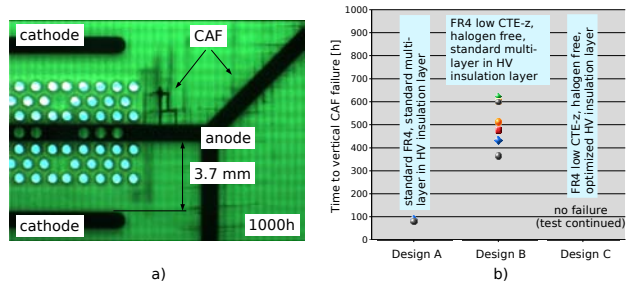 cathode
CAF
anode
3.7 mm
cathode
1000h
a)
Time to vertical CAF failure [h]
1000
900
800
700
600
500
400
300
200
100
0
standard FR4, standard multi-
layer in HV insulation layer
FR4 low CTE-z,
halogen free,
standard multi-
layer in HV
insulation layer
FR4 low CTE-z, halogen free,
optimized HV insulation layer
no failure
(test continued)
Design A
Design B
Design C
b)